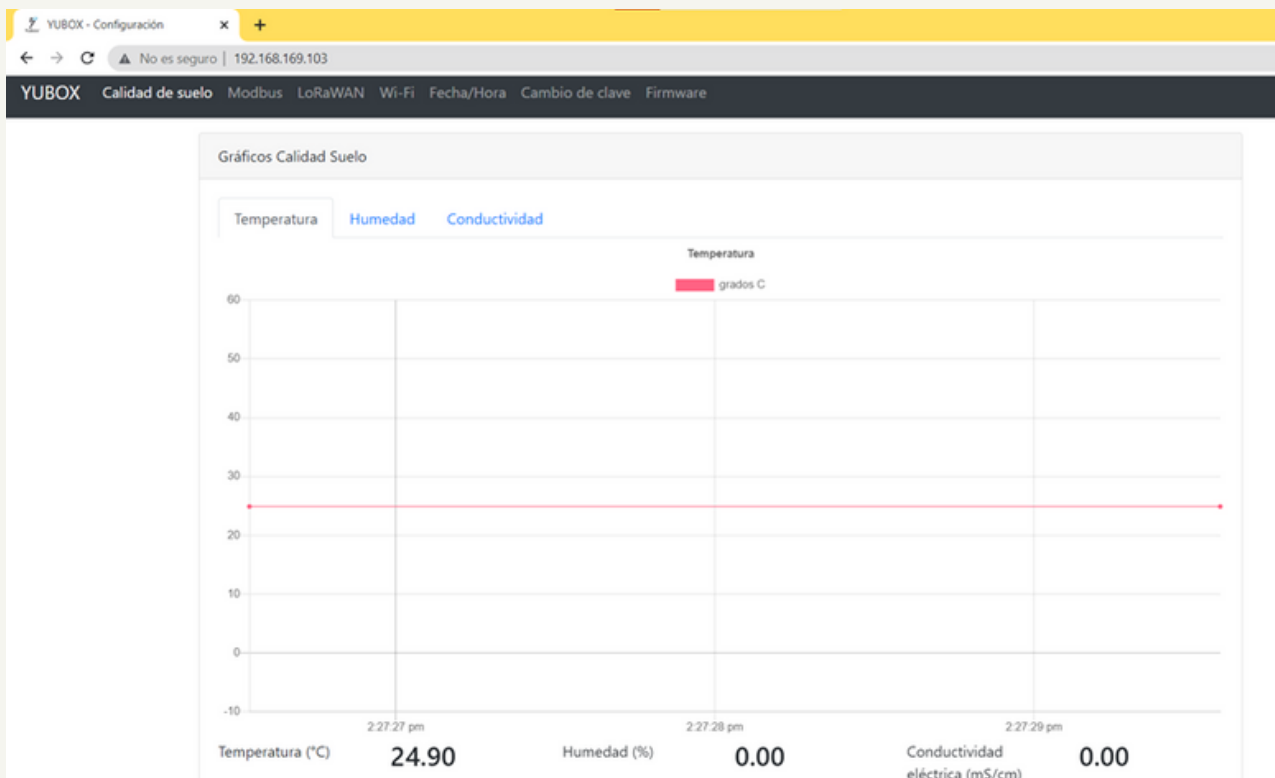 YUBOX - Configuración
No es seguro | 192.168.169.103
YUBOX Calidad de suelo Modbus LoRaWAN Wi-Fi Fecha/Hora Cambio de clave Firmware
Gráficos Calidad Suelo
Temperatura Humedad Conductividad
Temperatura
grados C
60
50
40
30
20
10
0
-10
2:27:27 pm 2:27:28 pm 2:27:29 pm
Temperatura (°C) 24.90 Humedad (%) 0.00 Conductividad 0.00
eléctrica (mS/cm)